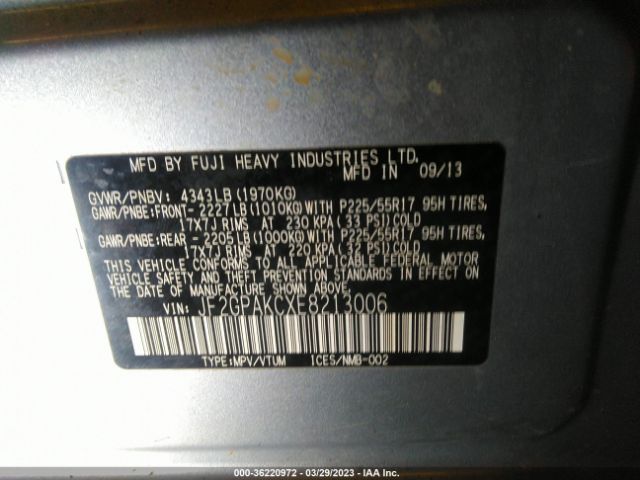 MFD BY FUJI HEAVY INDUSTRIES LTD.
MFD IN 09/13
GVWR/PNBV: 4343LB(1970KG)
GAWR/PNBE:FRONT- 2227LB(1010KG)WITH P225/55R17 95H TIRES,
17X7J RIMS AT 230KPA(33 PSI)COLD
GAWR/PNBE:REAR - 2205LB(1000KG)WITH P225/55R17 95H TIRES,
17X7J RIMS AT 220KPA(32 PSI)COLD
THIS VEHICLE CONFORMS TO ALL APPLICABLE FEDERAL MOTOR
VEHICLE SAFETY AND THEFT PREVENTION STANDARDS IN EFFECT
ON THE DATE OF MANUFACTURE SHOWN ABOVE.
VIN: JF2GPAKCXE8213006
TYPE:MPV/VTUM ICES/NMB-002
000-36220972 - 03/29/2023 - IAA Inc.